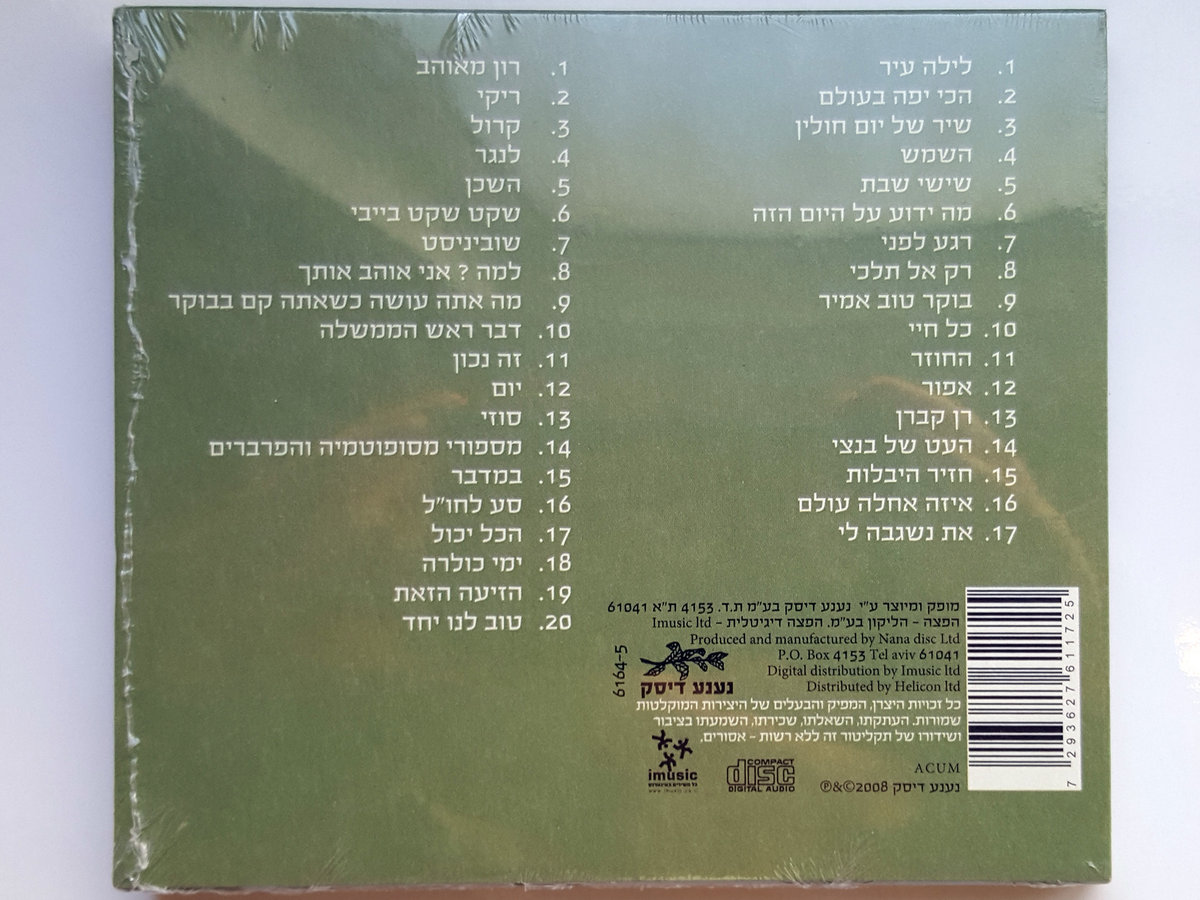 1. לילה עיר
2. הכי יפה בעולם
3. שיר של יום חולין
4. השמש
5. שישי שבת
6. מה ידוע על היום הזה
7. רגע לפני
8. רק אל תלכי
9. בוקר טוב אמיר
10. כל חיי
11. החוזר
12. אפור
13. רן קברן
14. העט של בנצי
15. חזיר היבלות
16. איזה אחלה עולם
17. את נשגבה לי
1. רון מאוהב
2. ריקי
3. קרול
4. לנגר
5. השכן
6. שקט שקט בייבי
7. שוביניסט
8. למה ? אני אוהב אותך
9. מה אתה עושה כשאתה קם בבוקר
10. דבר ראש הממשלה
11. זה נכון
12. יום
13. סוזי
14. מספורי מסופוטמיה והפרברים
15. במדבר
16. סע לחו"ל
17. הכל יכול
18. ימי כולרה
19. הזיעה הזאת
20. טוב לנו יחד
מופק ומיוצר ע"י נענע דיסק בע"מ ת.ד. 4153 ת"א 61041
הפצה - הליקון בע"מ. הפצה דיגיטלית - Imusic ltd
Produced and manufactured by Nana disc Ltd
P.O. Box 4153 Tel aviv 61041
Digital distribution by Imusic ltd
Distributed by Helicon ltd
6164-5
נענע דיסק
כל זכויות היצרן, המפיק והבעלים של היצירות המוקלטות
שמורות. העתקתו, השאלתו, שכירתו, השמעתו בציבור
ושידורו של תקליטור זה ללא רשות - אסורים.
imusic
COMPACT
disc
DIGITAL AUDIO
ACUM
℗&©2008 נענע דיסק
7 293627 611725